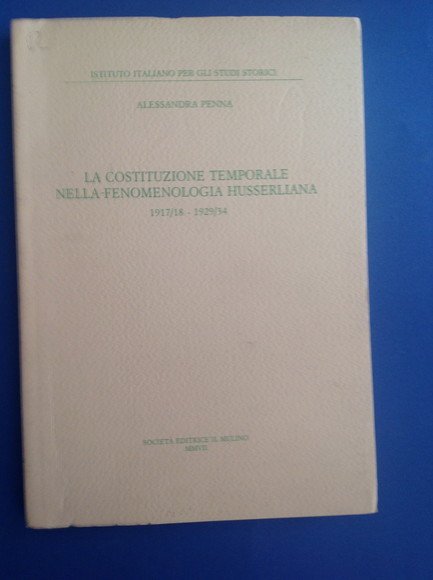 ISTITUTO ITALIANO PER GLI STUDI STORICI
ALESSANDRA PENNA
LA COSTITUZIONE TEMPORALE
NELLA FENOMENOLOGIA HUSSERLIANA
1917/18 - 1929/34
SOCIETÀ EDITRICE IL MULINO
MMVII